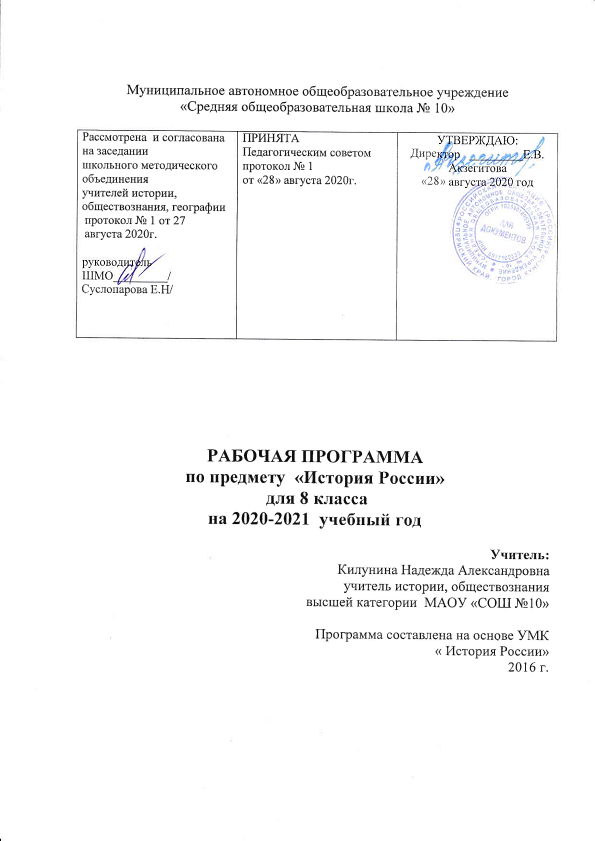 Муниципальное автономное общеобразовательное учреждение
«Средняя общеобразовательная школа № 10»
Рассмотрена и согласована
на заседании
школьного методического
объединения
учителей истории,
обществознания, географии
протокол № 1 от 27
августа 2020г.
руководитель
ШМО_________/
Суслопарова Е.Н/
ПРИНЯТА
Педагогическим советом
протокол № 1
от «28» августа 2020г.
УТВЕРЖДАЮ:
Директор__________Е.В.
Акзегитова
«28» августа 2020 год
ДЛЯ
ДОКУМЕНТОВ
РАБОЧАЯ ПРОГРАММА
по предмету «История России»
для 8 класса
на 2020-2021 учебный год
Учитель:
Килунина Надежда Александровна
учитель истории, обществознания
высшей категории МАОУ «СОШ №10»
Программа составлена на основе УМК
« История России»
2016 г.